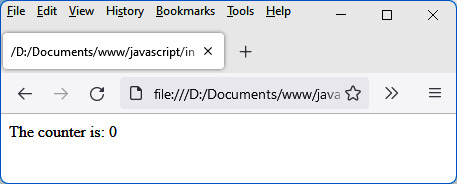 File Edit View History Bookmarks Tools Help
/D:/Documents/www/javascript/in
file:///D:/Documents/www/java
The counter is: 0